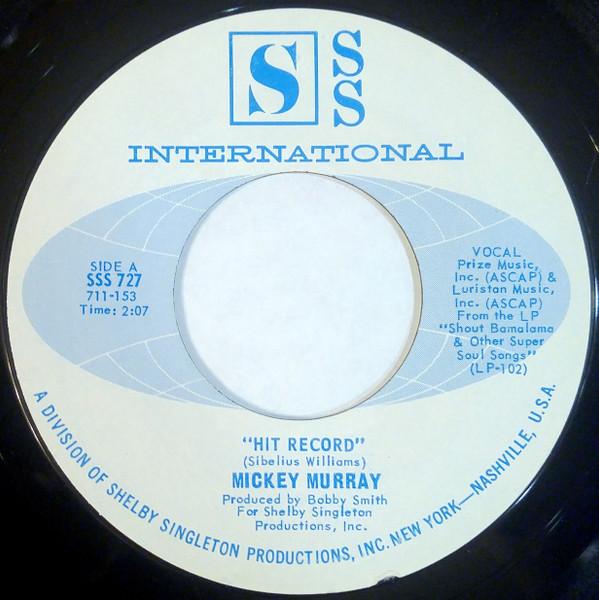 S S
S
INTERNATIONAL
SIDE A
SSS 727
711-153
Time: 2:07
VOCAL
Prize Music,
Inc. (ASCAP) &
Luristan Music,
Inc. (ASCAP)
From the LP
"Shout Bamalama
& Other Super
Soul Songs"
(LP-102)
"HIT RECORD"
(Sibelius Williams)
MICKEY MURRAY
Produced by Bobby Smith
For Shelby Singleton
Productions, Inc.
A DIVISION OF SHELBY SINGLETON PRODUCTIONS, INC. NEW YORK—NASHVILLE, U.S.A.